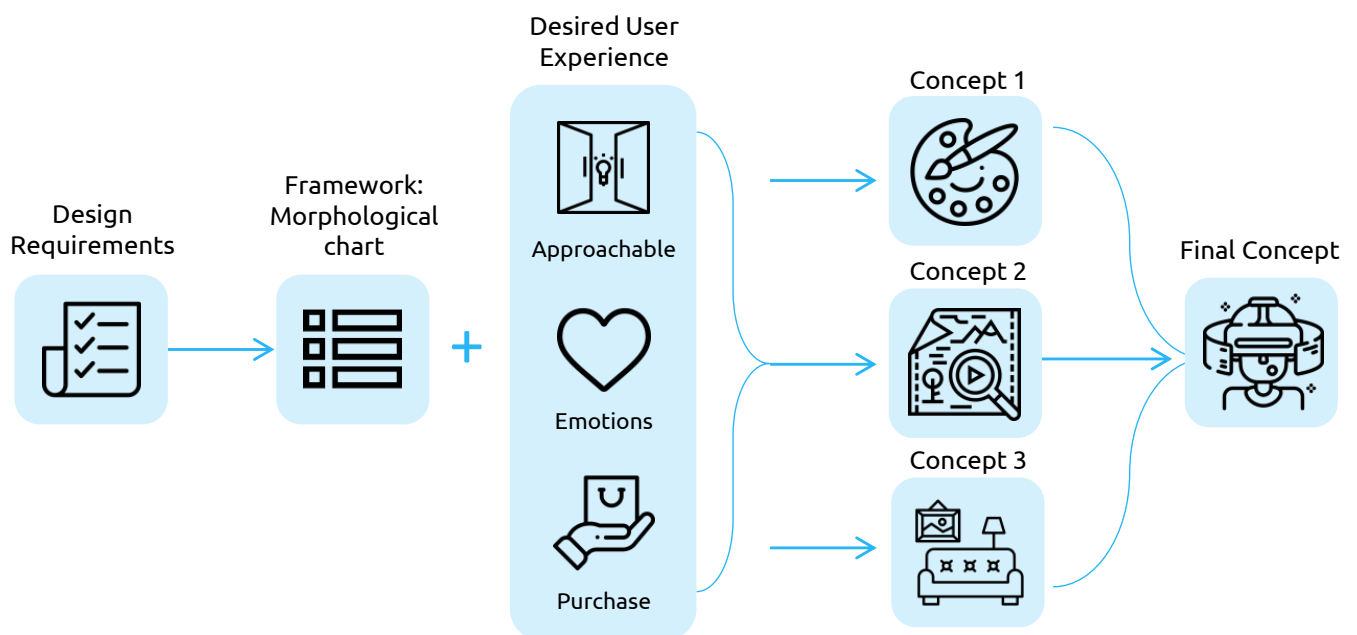 Design
Requirements
Framework:
Morphological
chart
Desired User
Experience
Approachable
Emotions
Purchase
Concept 1
Concept 2
Concept 3
Final Concept